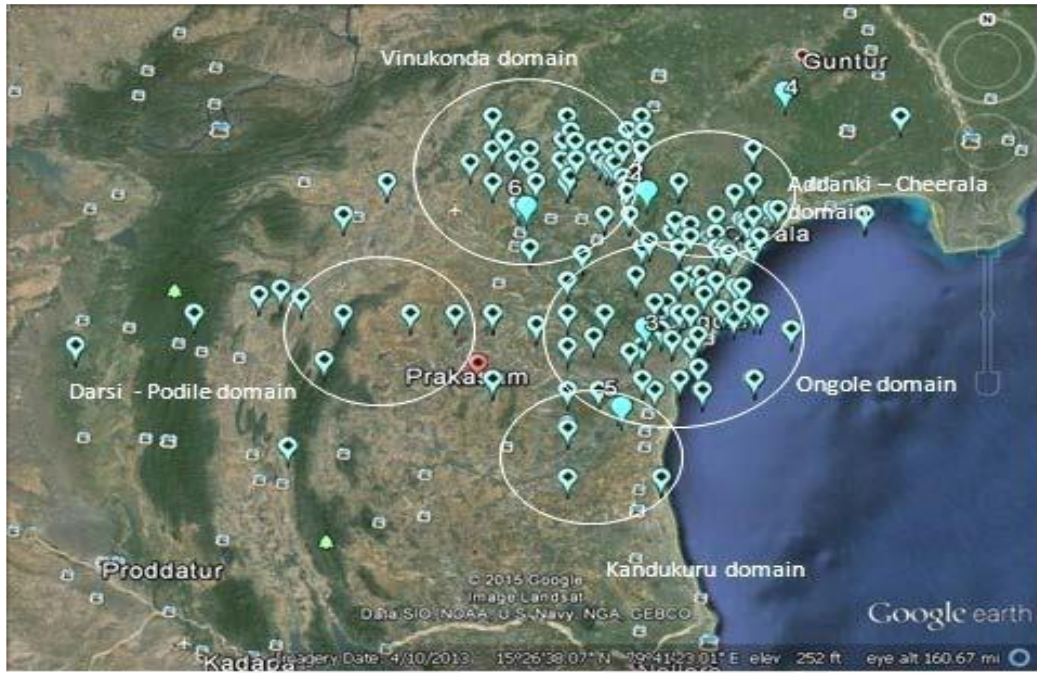 N
Vinukonda domain
Guntur
4
2
6
Addanki – Cheerala
domain
ala
3
Prakasam
Darsi - Podile domain
Ongole domain
5
Kandukuru domain
Proddatur
© 2015 Google
Image Landsat
Data SIO, NOAA, U.S. Navy, NGA, GEBCO
Google earth
Kadapa
Imagery Date: 4/10/2013 15°26'38.07" N 79°41'23.01" E elev 252 ft eye alt 160.67 mi